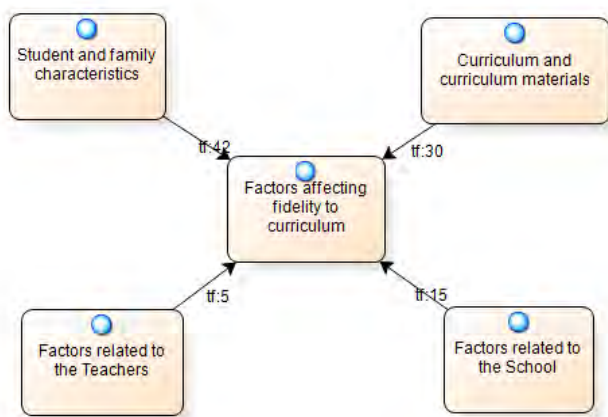 Student and family
characteristics
Curriculum and
curriculum materials
tf:42
tf:30
Factors affecting
fidelity to
curriculum
tf:5
tf:15
Factors related to
the Teachers
Factors related to
the School